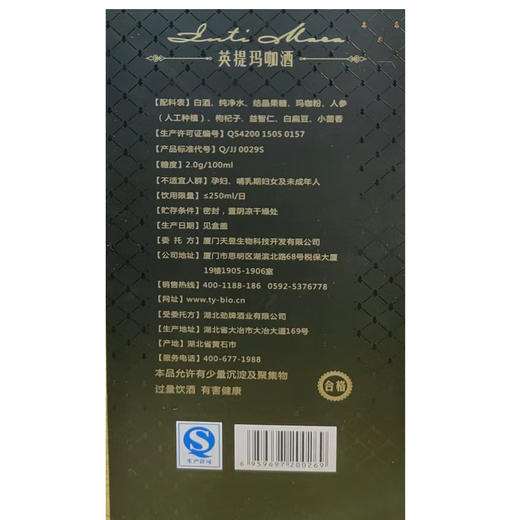 Inti Maca
英提玛咖酒
【配料表】白酒、纯净水、结晶果糖、玛咖粉、人参
（人工种植）、枸杞子、益智仁、白扁豆、小茴香
【生产许可证编号】QS4200 1505 0157
【产品标准代号】Q/JJ 0029S
【糖度】2.0g/100ml
【不适宜人群】孕妇、哺乳期妇女及未成年人
【饮用限量】≤250ml/日
【贮存条件】密封，置阴凉干燥处
【生产日期】见盒盖
【委 托 方】厦门天昱生物科技开发有限公司
【公司地址】厦门市思明区湖滨北路68号税保大厦
19楼1905-1906室
【销售热线】400-1188-186 0592-5376778
【网址】www.ty-bio.cn
【受委托方】湖北劲牌酒业有限公司
【生产地址】湖北省大冶市大冶大道169号
【产地】湖北省黄石市
【服务电话】400-677-1988
本品允许有少量沉淀及聚集物
过量饮酒 有害健康
合格
生产许可
6 959697 200269